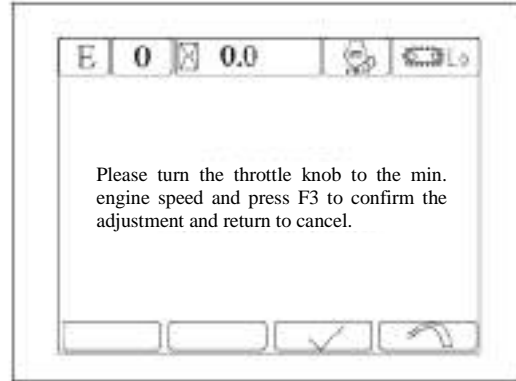 E 0 0.0 Lo
Please turn the throttle knob to the min.
engine speed and press F3 to confirm the
adjustment and return to cancel.